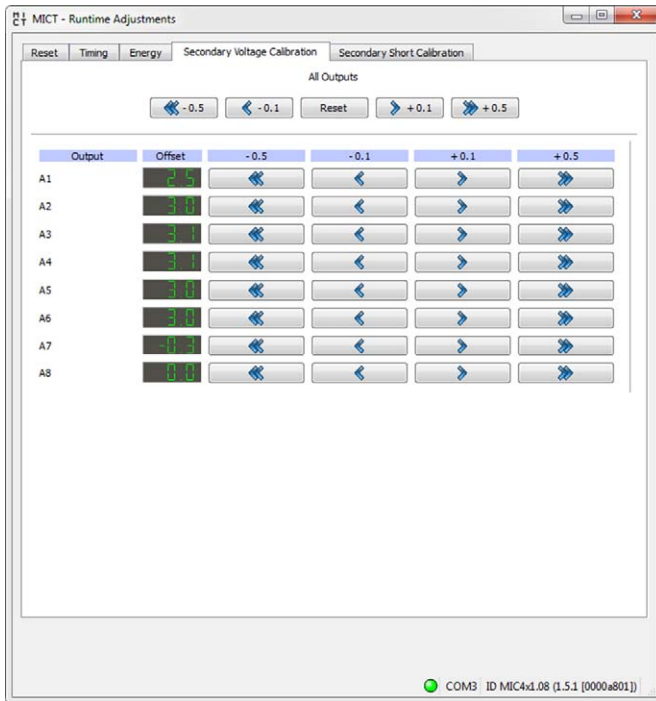 MICT - Runtime Adjustments
Reset Timing Energy Secondary Voltage Calibration Secondary Short Calibration
All Outputs
- 0.5 - 0.1 Reset + 0.1 + 0.5
Output Offset - 0.5 - 0.1 + 0.1 + 0.5
A1 2.5
A2 3.0
A3 3.1
A4 3.1
A5 3.0
A6 3.0
A7 -0.3
A8 0.0
COM3 ID MIC4x1.08 (1.5.1 [0000a801])